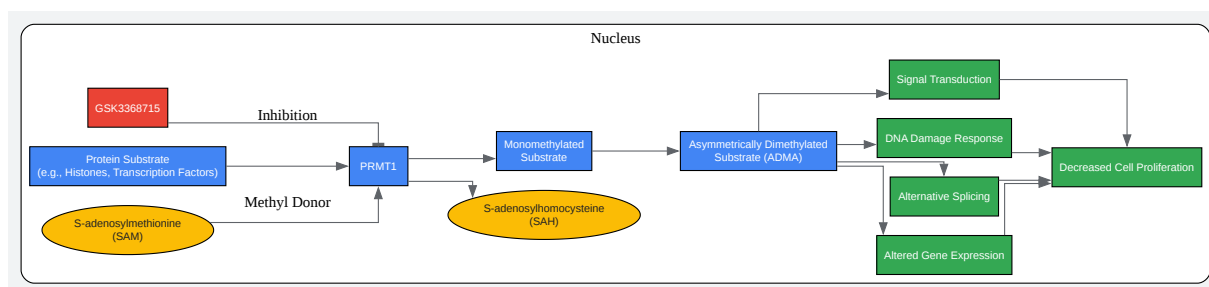 Nucleus
GSK3368715
Inhibition
Protein Substrate
(e.g., Histones, Transcription Factors)
PRMT1
Methyl Donor
S-adenosylmethionine
(SAM)
Monomethylated
Substrate
S-adenosylhomocysteine
(SAH)
Asymmetrically Dimethylated
Substrate (ADMA)
Signal Transduction
DNA Damage Response
Alternative Splicing
Altered Gene Expression
Decreased Cell Proliferation